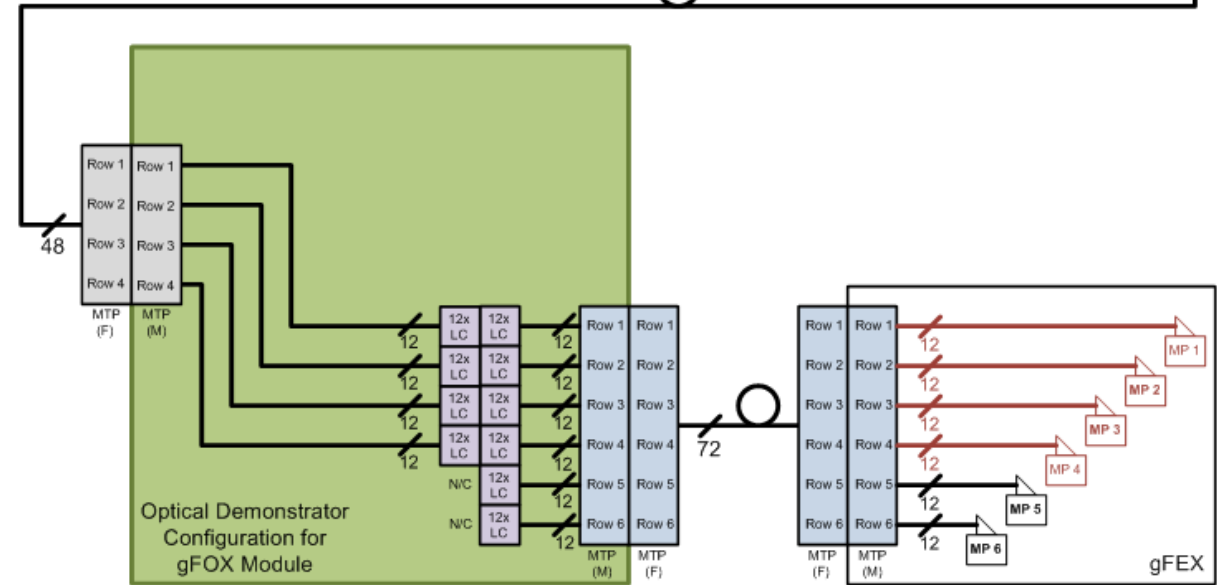 48
Row 1
Row 1
Row 2
Row 2
Row 3
Row 3
Row 4
Row 4
MTP
(F)
MTP
(M)
12
12x
LC
12x
LC
12
Row 1
Row 1
12
12x
LC
12x
LC
12
Row 2
Row 2
12
12x
LC
12x
LC
12
Row 3
Row 3
12
12x
LC
12x
LC
12
Row 4
Row 4
N/C
12x
LC
12
Row 5
Row 5
N/C
12x
LC
12
Row 6
Row 6
MTP
(M)
MTP
(F)
72
Optical Demonstrator
Configuration for
gFOX Module
Row 1
Row 1
12
MP 1
Row 2
Row 2
12
MP 2
Row 3
Row 3
12
MP 3
Row 4
Row 4
12
MP 4
Row 5
Row 5
12
MP 5
Row 6
Row 6
12
MP 6
MTP
(F)
MTP
(M)
gFEX